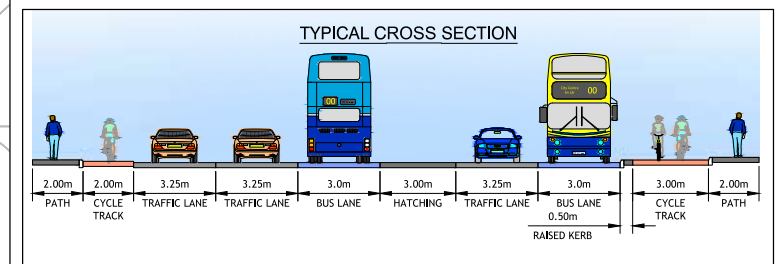 TYPICAL CROSS SECTION
00
City Centre
00
2.00m 2.00m 3.25m 3.25m 3.0m 3.00m 3.25m 3.0m 3.00m 2.00m
PATH CYCLE TRAFFIC LANE TRAFFIC LANE BUS LANE HATCHING TRAFFIC LANE BUS LANE CYCLE PATH
TRACK 0.50m TRACK
RAISED KERB